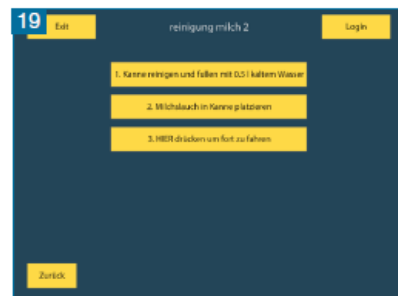 19
Exit
reinigung milch 2
Login
1. Kanne reinigen und fullen mit 0.5 l kaltem Wasser
2. Milchslauch in Kanne platzieren
3. HIER drücken um fort zu fahren
Zurück